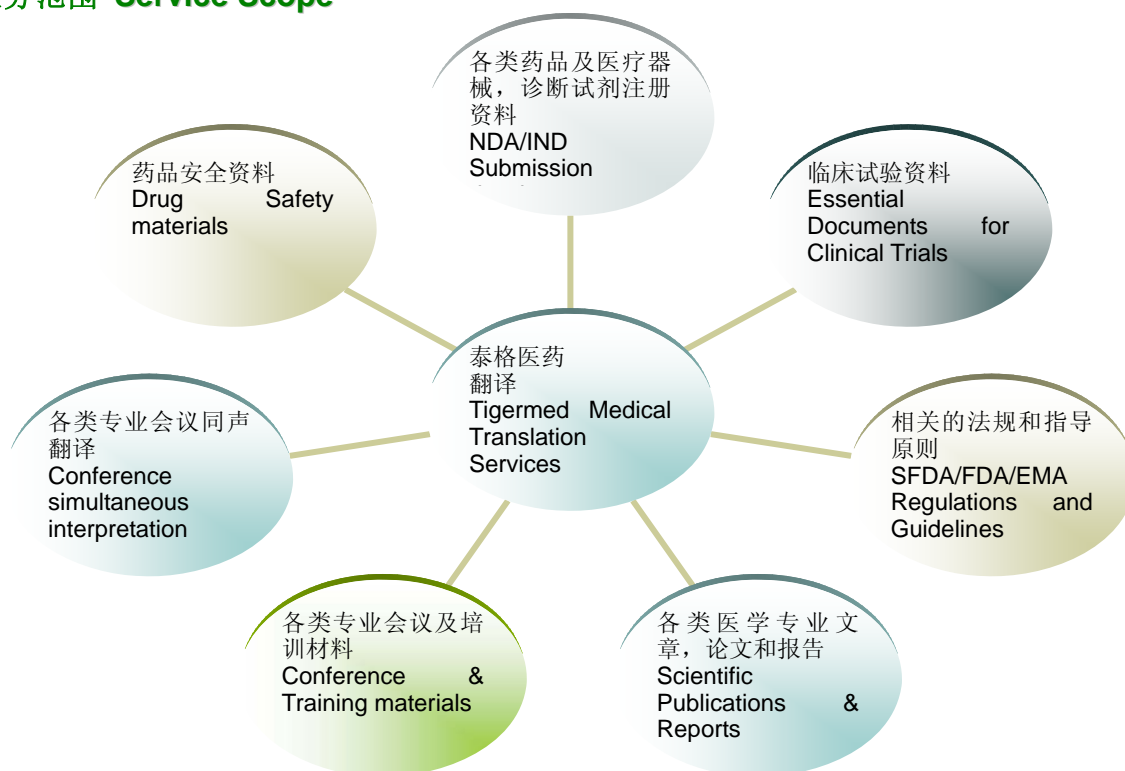 分范围 Service Scope
各类药品及医疗器
械，诊断试剂注册
资料
NDA/IND
Submission
药品安全资料
Drug Safety
materials
临床试验资料
Essential
Documents for
Clinical Trials
泰格医药
翻译
Tigermed Medical
Translation
Services
各类专业会议同声
翻译
Conference
simultaneous
interpretation
相关的法规和指导
原则
SFDA/FDA/EMA
Regulations and
Guidelines
各类专业会议及培
训材料
Conference &
Training materials
各类医学专业文
章，论文和报告
Scientific
Publications &
Reports